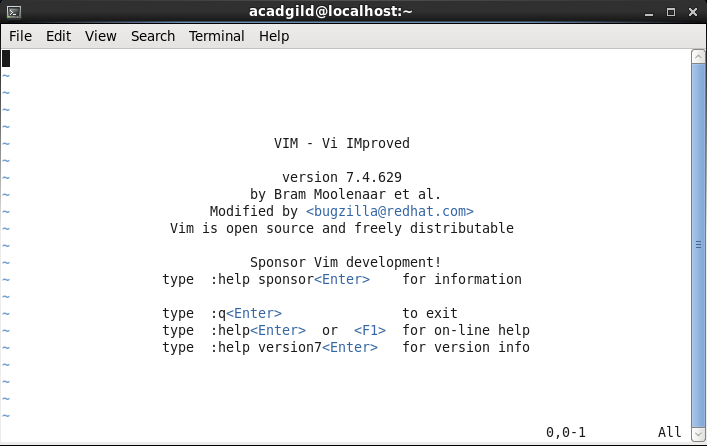 acadgild@localhost:~
File Edit View Search Terminal Help
~
~
~
~
~
VIM - Vi IMproved
~
~
version 7.4.629
~
by Bram Moolenaar et al.
~
Modified by <bugzilla@redhat.com>
~
Vim is open source and freely distributable
~
~
Sponsor Vim development!
~
type :help sponsor<Enter> for information
~
~
type :q<Enter> to exit
~
type :help<Enter> or <F1> for on-line help
~
type :help version7<Enter> for version info
~
~
~
~
0,0-1 All